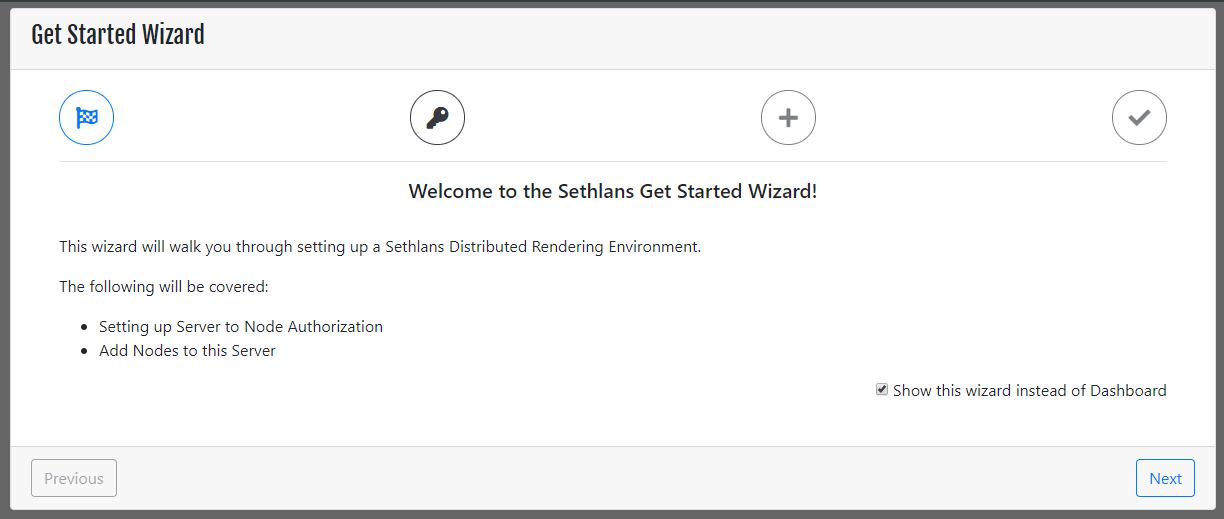 Get Started Wizard
Welcome to the Sethlans Get Started Wizard!
This wizard will walk you through setting up a Sethlans Distributed Rendering Environment.
The following will be covered:
Setting up Server to Node Authorization
Add Nodes to this Server
Show this wizard instead of Dashboard
Previous
Next